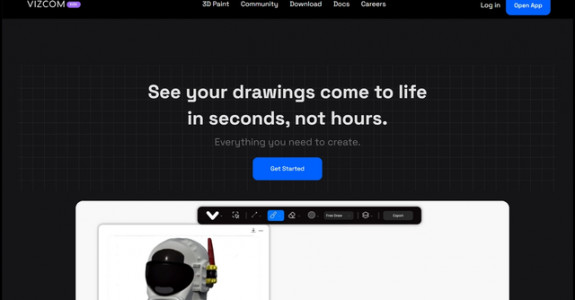 VIZCOM
3D Paint Community Download Docs Careers
Log in
Open App
See your drawings come to life
in seconds, not hours.
Everything you need to create.
Get Started
Export